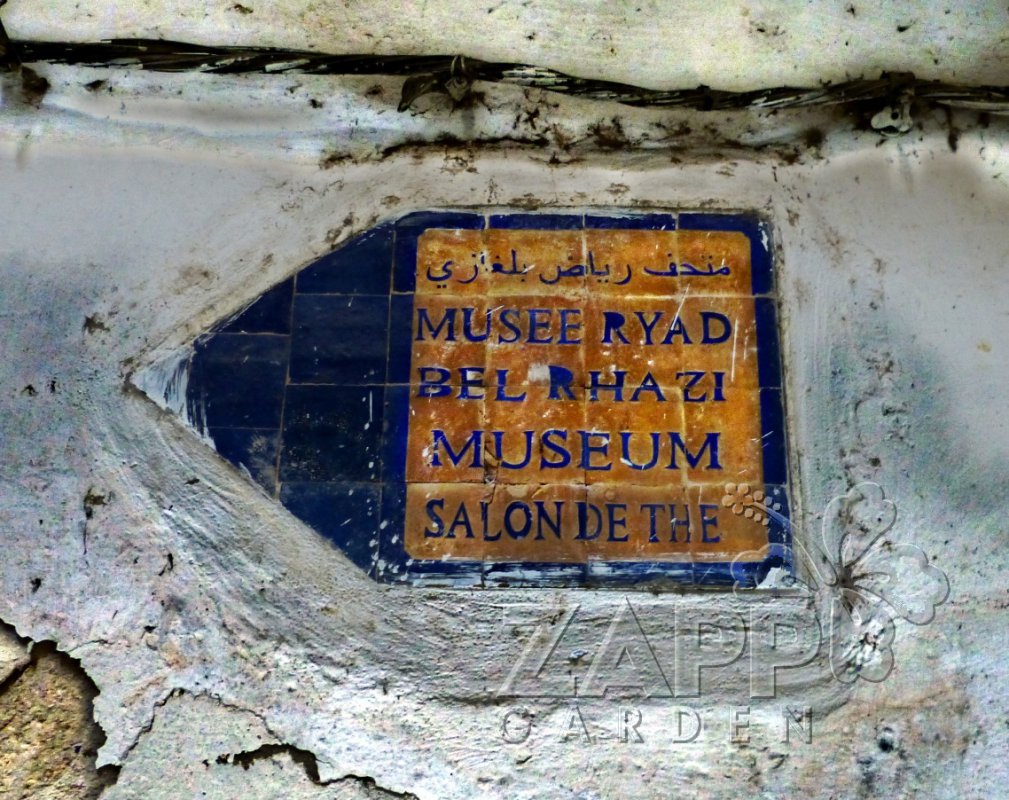 متحف رياض بلغازي
MUSEE RYAD
BEL RHAZI
MUSEUM
SALON DE THE
ZAPP
GARDEN